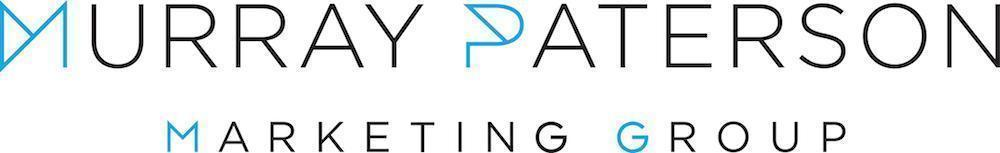 MURRAY PATERSON
MARKETING GROUP